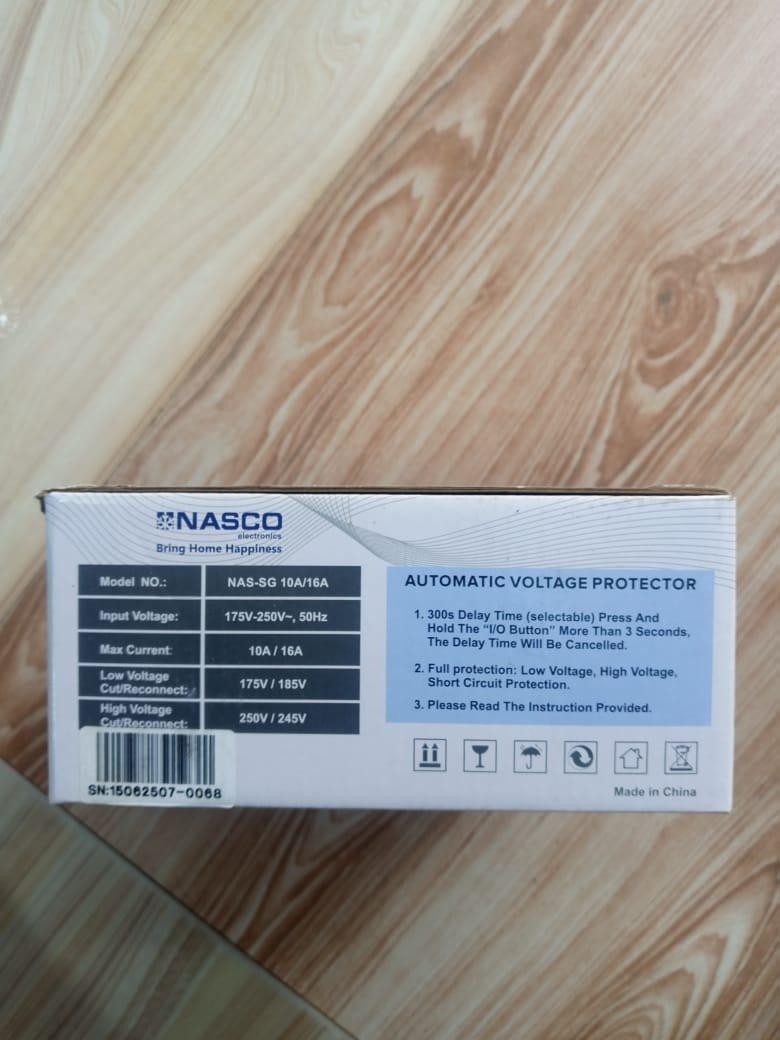 NASCO
electronics
Bring Home Happiness
Model NO.: NAS-SG 10A/16A
Input Voltage: 175V-250V~, 50Hz
Max Current: 10A / 16A
Low Voltage
Cut/Reconnect: 175V / 185V
High Voltage
Cut/Reconnect: 250V / 245V
SN:15062507-0068
AUTOMATIC VOLTAGE PROTECTOR
1. 300s Delay Time (selectable) Press And
Hold The "I/O Button" More Than 3 Seconds,
The Delay Time Will Be Cancelled.
2. Full protection: Low Voltage, High Voltage,
Short Circuit Protection.
3. Please Read The Instruction Provided.
Made in China